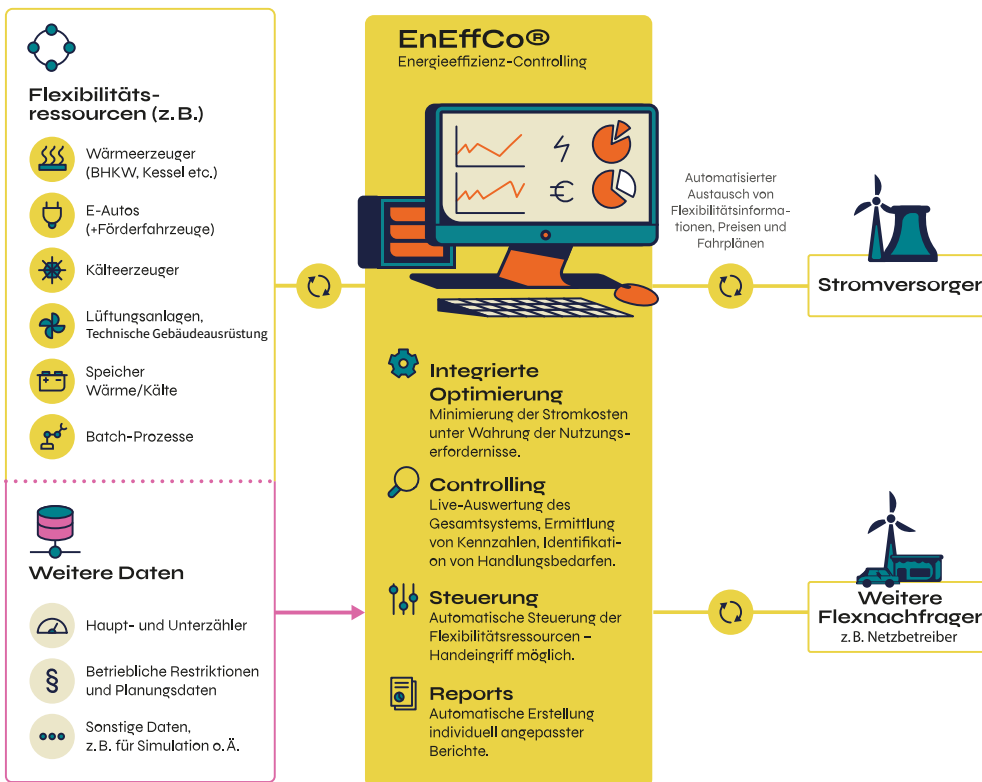 Flexibilitäts-
ressourcen (z. B.)
Wärmeerzeuger
(BHKW, Kessel etc.)
E-Autos
(+Förderfahrzeuge)
Kälteerzeuger
Lüftungsanlagen,
Technische Gebäudeausrüstung
Speicher
Wärme/Kälte
Batch-Prozesse
Weitere Daten
Haupt- und Unterzähler
§
Betriebliche Restriktionen
und Planungsdaten
Sonstige Daten,
z. B. für Simulation o. Ä.
EnEffCo®
Energieeffizienz-Controlling
€
Integrierte
Optimierung
Minimierung der Stromkosten
unter Wahrung der Nutzungs-
erfordernisse.
Controlling
Live-Auswertung des
Gesamtsystems, Ermittlung
von Kennzahlen, Identifikati-
on von Handlungsbedarfen.
Steuerung
Automatische Steuerung der
Flexibilitätsressourcen –
Handeingriff möglich.
Reports
Automatische Erstellung
individuell angepasster
Berichte.
Automatisierter
Austausch von
Flexibilitätsinforma-
tionen, Preisen und
Fahrplänen
Stromversorger
Weitere
Flexnachfrager
z. B. Netzbetreiber